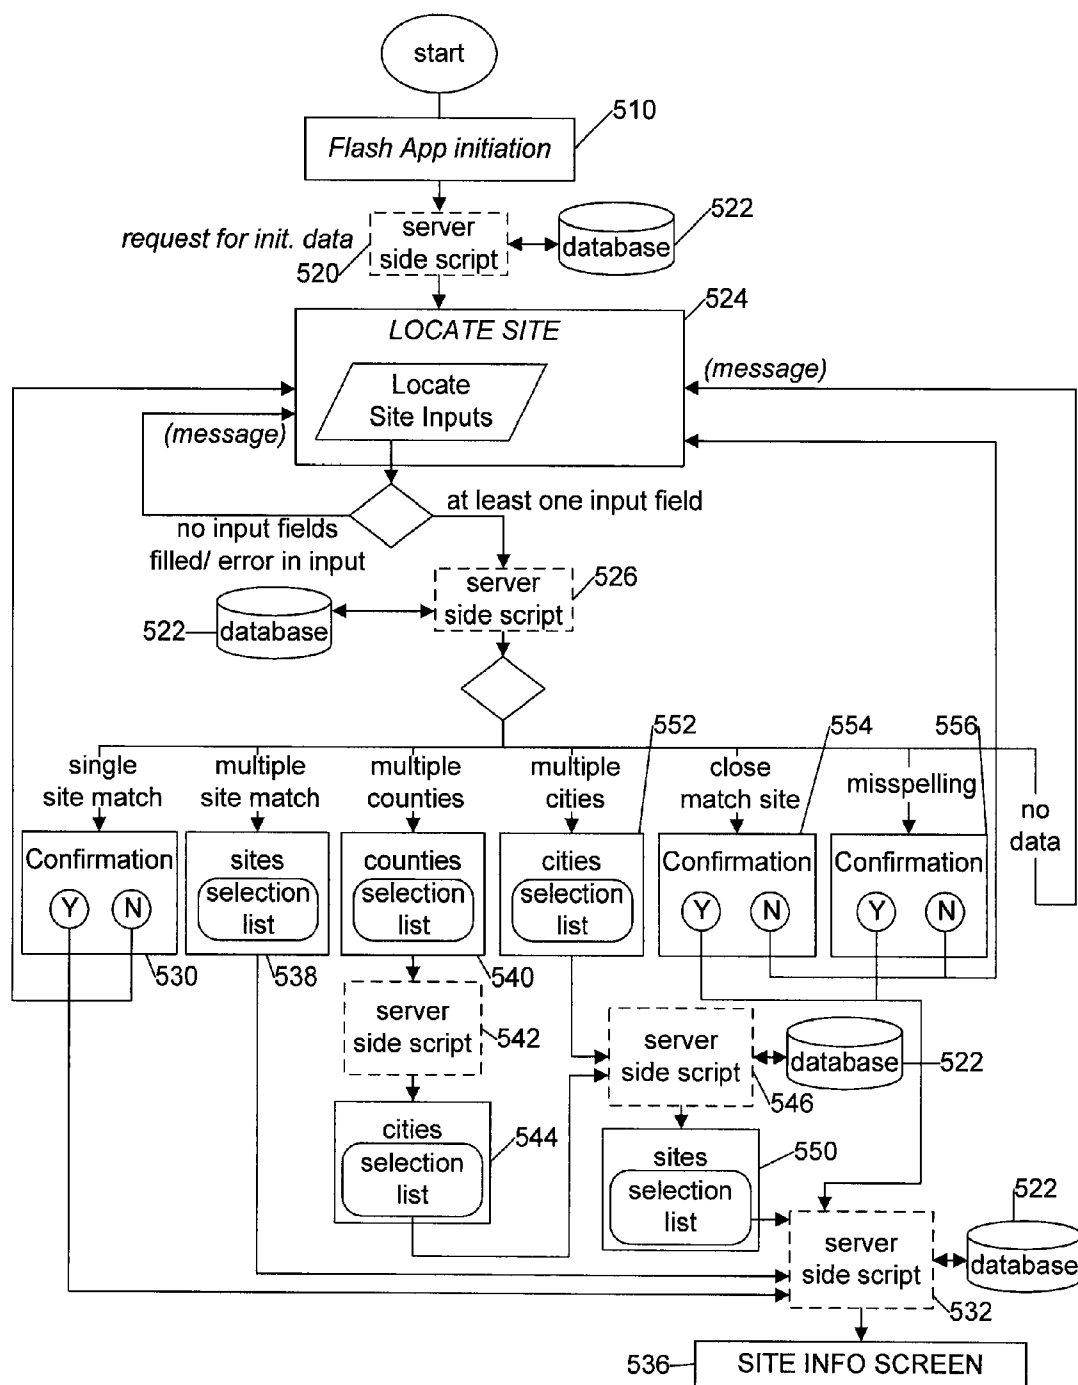 start
510
Flash App initiation
522
request for init. data
server
side script
database
520
524
LOCATE SITE
(message)
Locate
Site Inputs
(message)
at least one input field
no input fields
filled/ error in input
526
server
side script
522
database
552
554
556
single
site match
multiple
site match
multiple
counties
multiple
cities
close
match site
misspelling
no
data
Confirmation
Y
N
sites
selection
list
counties
selection
list
cities
selection
list
Confirmation
Y
N
Confirmation
Y
N
530
538
540
server
side script
542
server
side script
database
522
546
cities
selection
list
544
sites
selection
list
550
522
server
side script
database
532
536
SITE INFO SCREEN